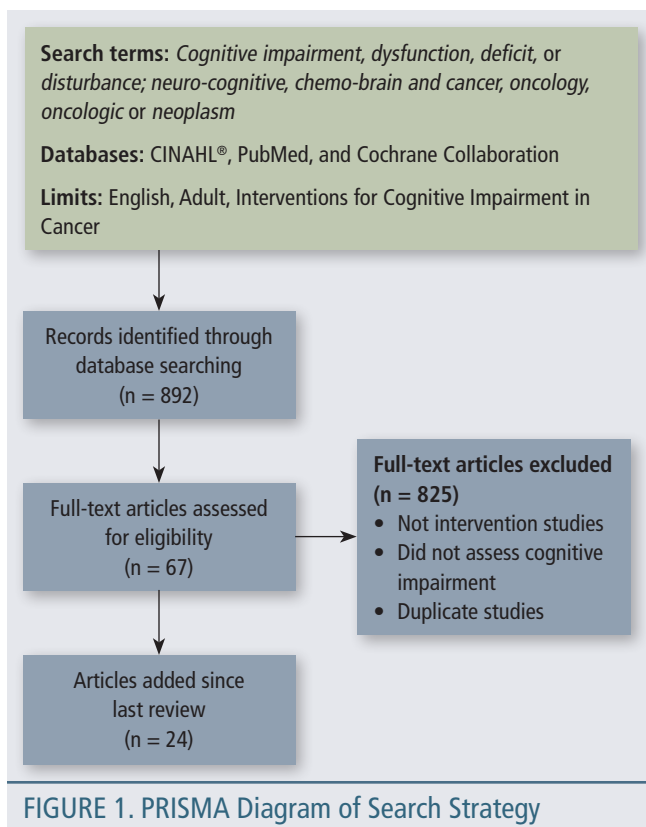 Search terms: Cognitive impairment, dysfunction, deficit, or
disturbance; neuro-cognitive, chemo-brain and cancer, oncology,
oncologic or neoplasm
Databases: CINAHL®, PubMed, and Cochrane Collaboration
Limits: English, Adult, Interventions for Cognitive Impairment in
Cancer
Records identified through
database searching
(n = 892)
Full-text articles assessed
for eligibility
(n = 67)
Full-text articles excluded
(n = 825)
• Not intervention studies
• Did not assess cognitive
impairment
• Duplicate studies
Articles added since
last review
(n = 24)
FIGURE 1. PRISMA Diagram of Search Strategy